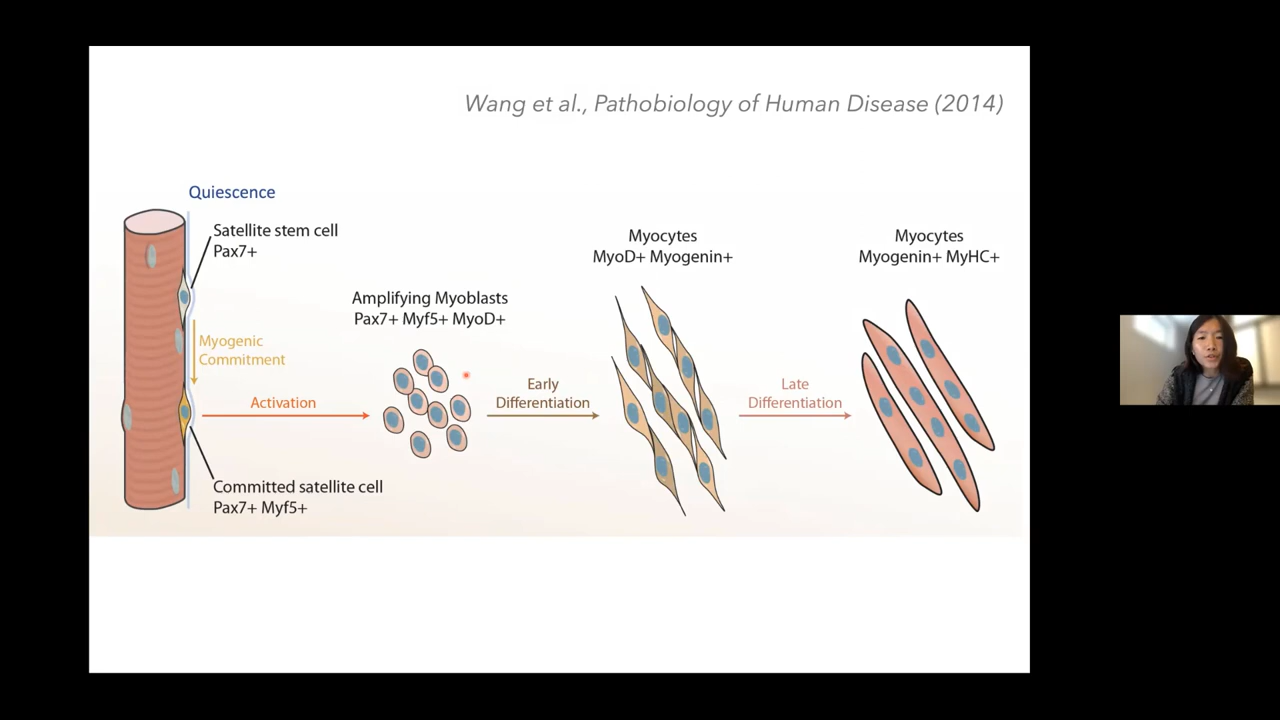 Wang et al., Pathobiology of Human Disease (2014)
Quiescence
Satellite stem cell
Pax7+
Myogenic
Commitment
Activation
Committed satellite cell
Pax7+ Myf5+
Amplifying Myoblasts
Pax7+ Myf5+ MyoD+
Early
Differentiation
Myocytes
MyoD+ Myogenin+
Late
Differentiation
Myocytes
Myogenin+ MyHC+